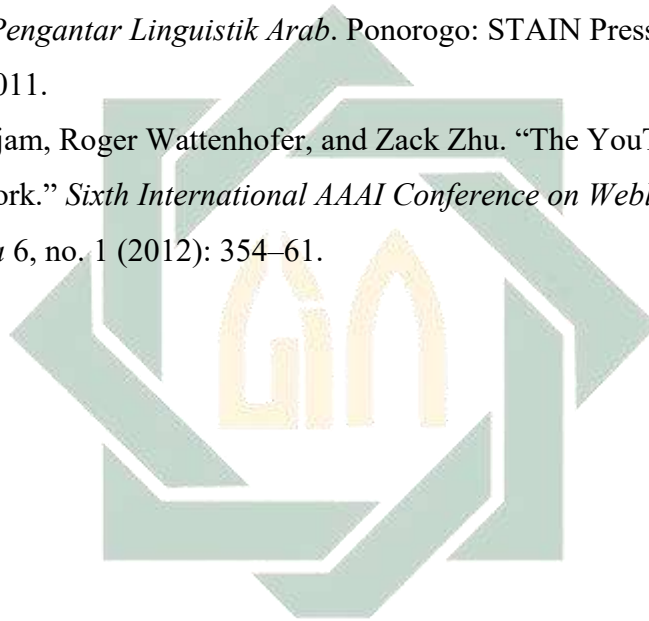 Pengantar Linguistik Arab. Ponorogo: STAIN Press
011.
jam, Roger Wattenhofer, and Zack Zhu. “The YouT
ork.” Sixth International AAAI Conference on Webl
a 6, no. 1 (2012): 354–61.
UIN